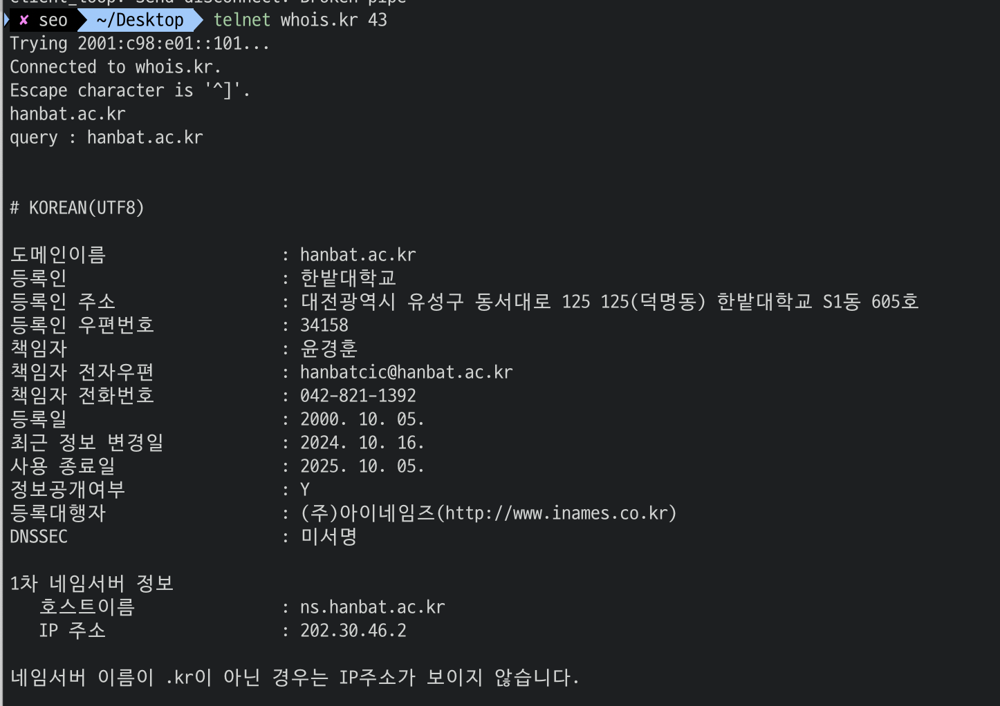 client_loop: send disconnect: Broken pipe
✘ seo ~/Desktop telnet whois.kr 43
Trying 2001:c98:e01::101...
Connected to whois.kr.
Escape character is '^]'.
hanbat.ac.kr
query : hanbat.ac.kr
# KOREAN(UTF8)
도메인이름 : hanbat.ac.kr
등록인 : 한밭대학교
등록인 주소 : 대전광역시 유성구 동서대로 125 125(덕명동) 한밭대학교 S1동 605호
등록인 우편번호 : 34158
책임자 : 윤경훈
책임자 전자우편 : hanbatcic@hanbat.ac.kr
책임자 전화번호 : 042-821-1392
등록일 : 2000. 10. 05.
최근 정보 변경일 : 2024. 10. 16.
사용 종료일 : 2025. 10. 05.
정보공개여부 : Y
등록대행자 : (주)아이네임즈(http://www.inames.co.kr)
DNSSEC : 미서명
1차 네임서버 정보
호스트이름 : ns.hanbat.ac.kr
IP 주소 : 202.30.46.2
네임서버 이름이 .kr이 아닌 경우는 IP주소가 보이지 않습니다.